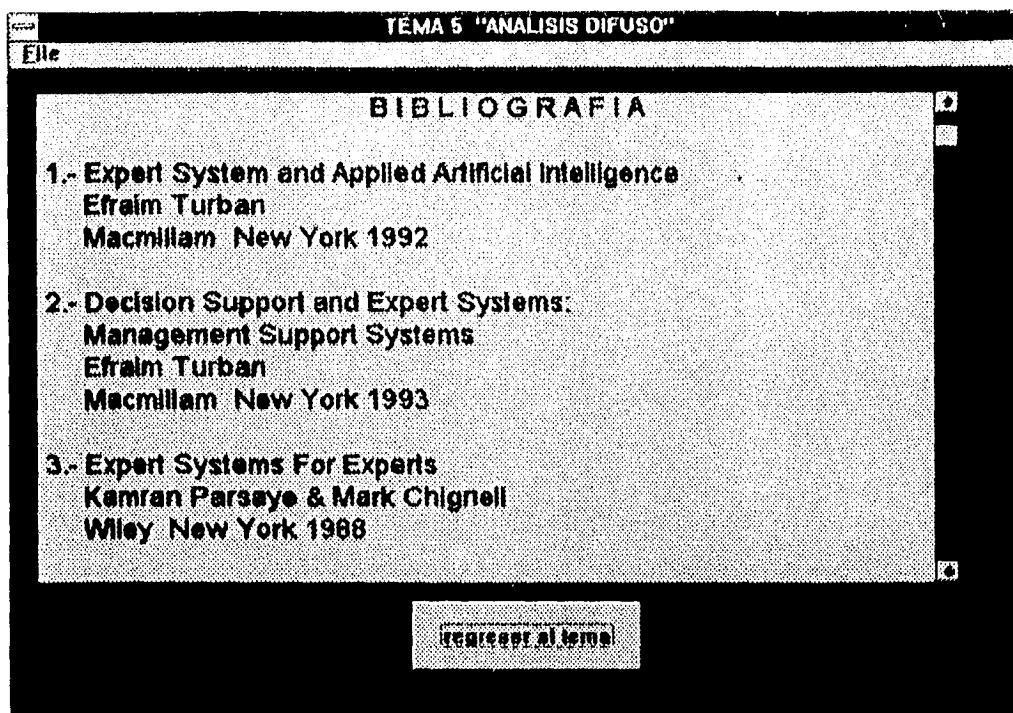 TEMA 5 "ANALISIS DIFUSO"
File
BIBLIOGRAFIA
1.- Expert System and Applied Artificial Intelligence
Efraim Turban
Macmillam New York 1992
2.- Decision Support and Expert Systems:
Management Support Systems
Efraim Turban
Macmillam New York 1993
3.- Expert Systems For Experts
Kamran Parsaye & Mark Chignell
Wiley New York 1988
regresar al tema